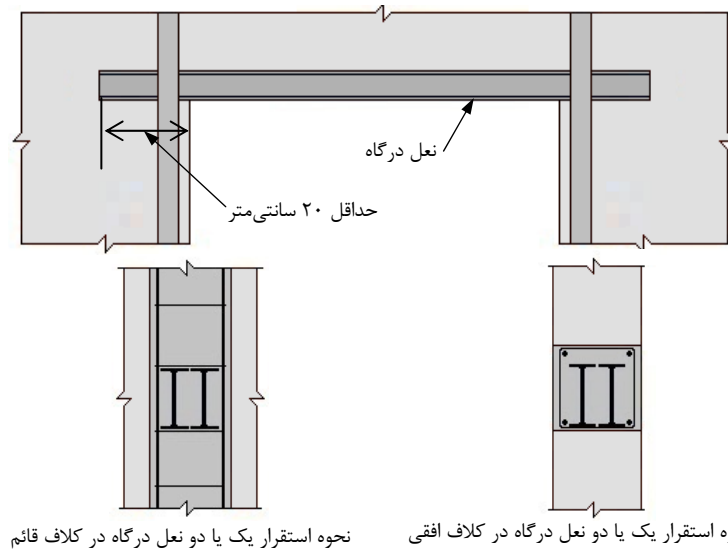 نعل درگاه
حداقل ۲۰ سانتی‌متر
ه استقرار یک یا دو نعل درگاه در کلاف افقی
نحوه استقرار یک یا دو نعل درگاه در کلاف قائم